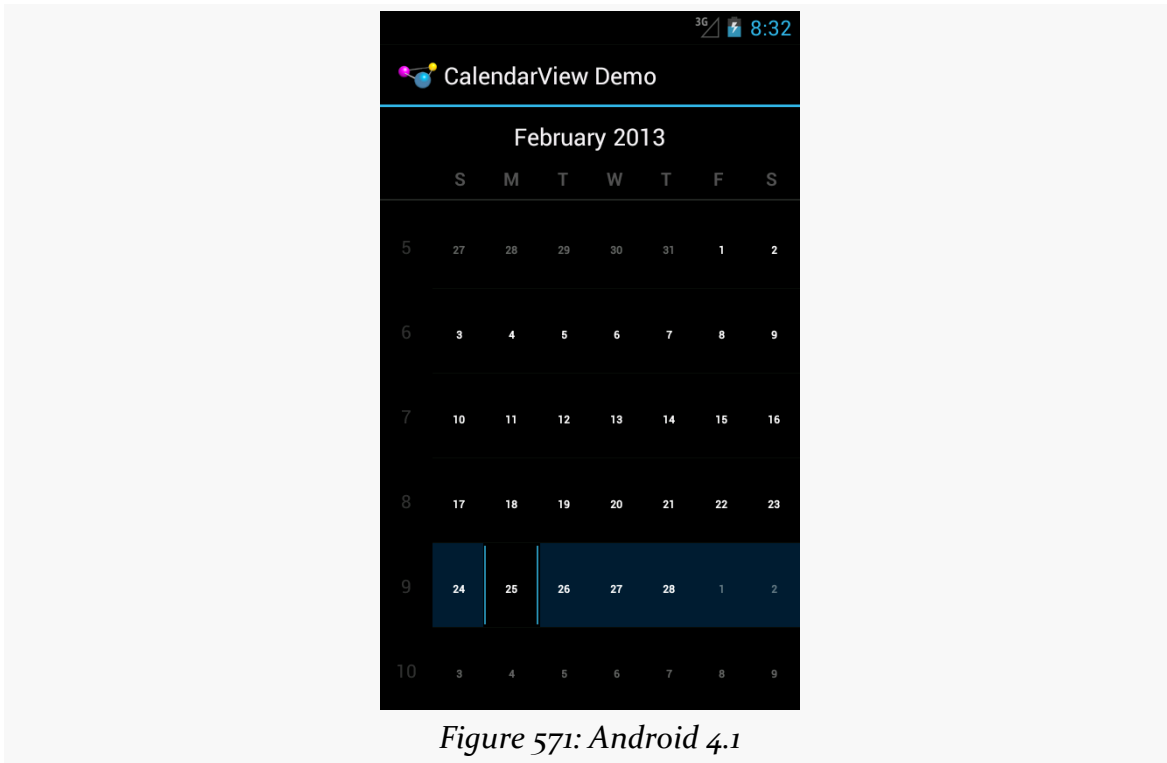 3G 8:32
CalendarView Demo
February 2013
S M T W T F S
5 27 28 29 30 31 1 2
6 3 4 5 6 7 8 9
7 10 11 12 13 14 15 16
8 17 18 19 20 21 22 23
9 24 25 26 27 28 1 2
10 3 4 5 6 7 8 9
Figure 571: Android 4.1